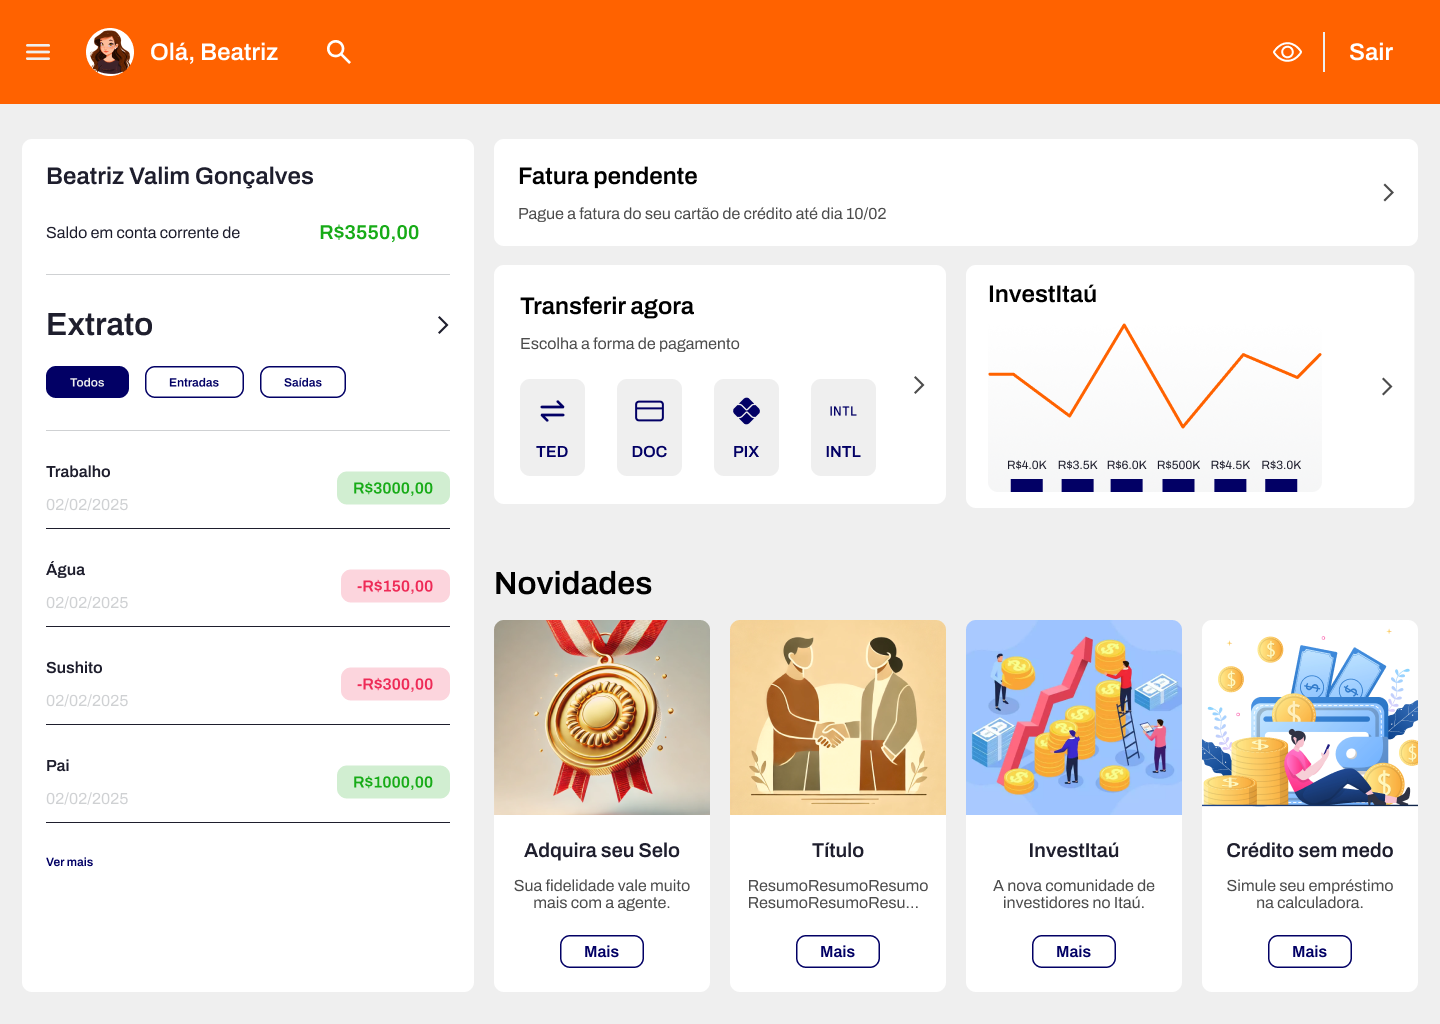 Olá, Beatriz
Sair
Beatriz Valim Gonçalves
Saldo em conta corrente de
R$3550,00
Extrato
Todos
Entradas
Saídas
Trabalho
02/02/2025
R$3000,00
Água
02/02/2025
-R$150,00
Sushito
02/02/2025
-R$300,00
Pai
02/02/2025
R$1000,00
Ver mais
Fatura pendente
Pague a fatura do seu cartão de crédito até dia 10/02
Transferir agora
Escolha a forma de pagamento
TED
DOC
PIX
INTL
INTL
InvestItaú
R$4.0K
R$3.5K
R$6.0K
R$500K
R$4.5K
R$3.0K
Novidades
Adquira seu Selo
Sua fidelidade vale muito
mais com a agente.
Mais
Título
ResumoResumoResumo
ResumoResumoResu...
Mais
InvestItaú
A nova comunidade de
investidores no Itaú.
Mais
Crédito sem medo
Simule seu empréstimo
na calculadora.
Mais